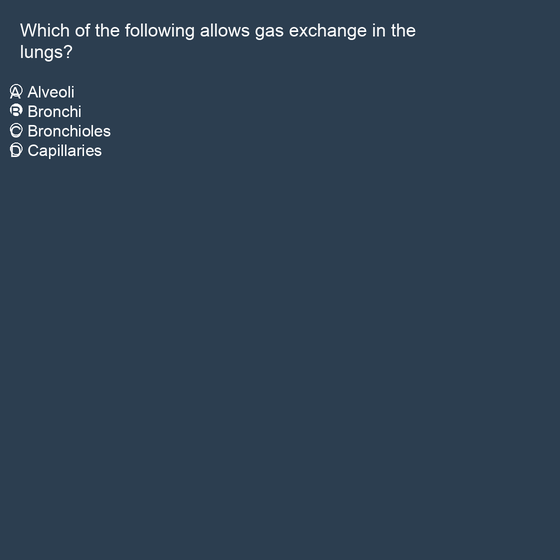 Which of the following allows gas exchange in the
lungs?
A Alveoli
B Bronchi
C Bronchioles
D Capillaries